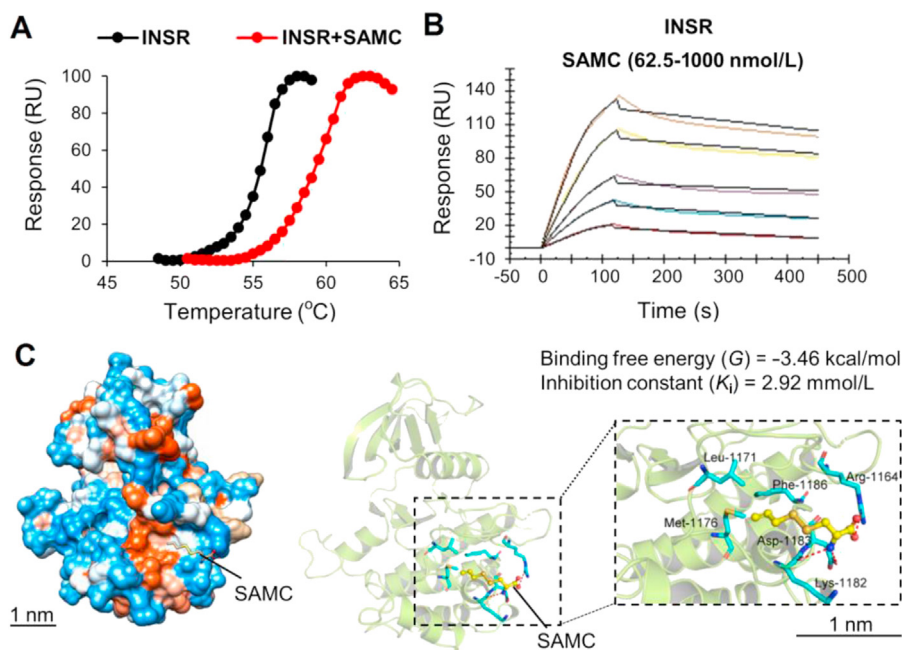 A
INSR
INSR+SAMC
Response (RU)
100
80
60
40
20
0
45
55
60
65
Temperature (°C)
B
INSR
SAMC (62.5-1000 nmol/L)
Response (RU)
140
110
80
50
20
-10
-50
0
100
200
300
400
500
Time (s)
C
SAMC
1 nm
SAMC
Binding free energy (G) = –3.46 kcal/mol
Inhibition constant (Ki) = 2.92 mmol/L
Leu-1171
Arg-1164
Phe-1186
Met-1176
Asp-1183
Lys-1182
1 nm